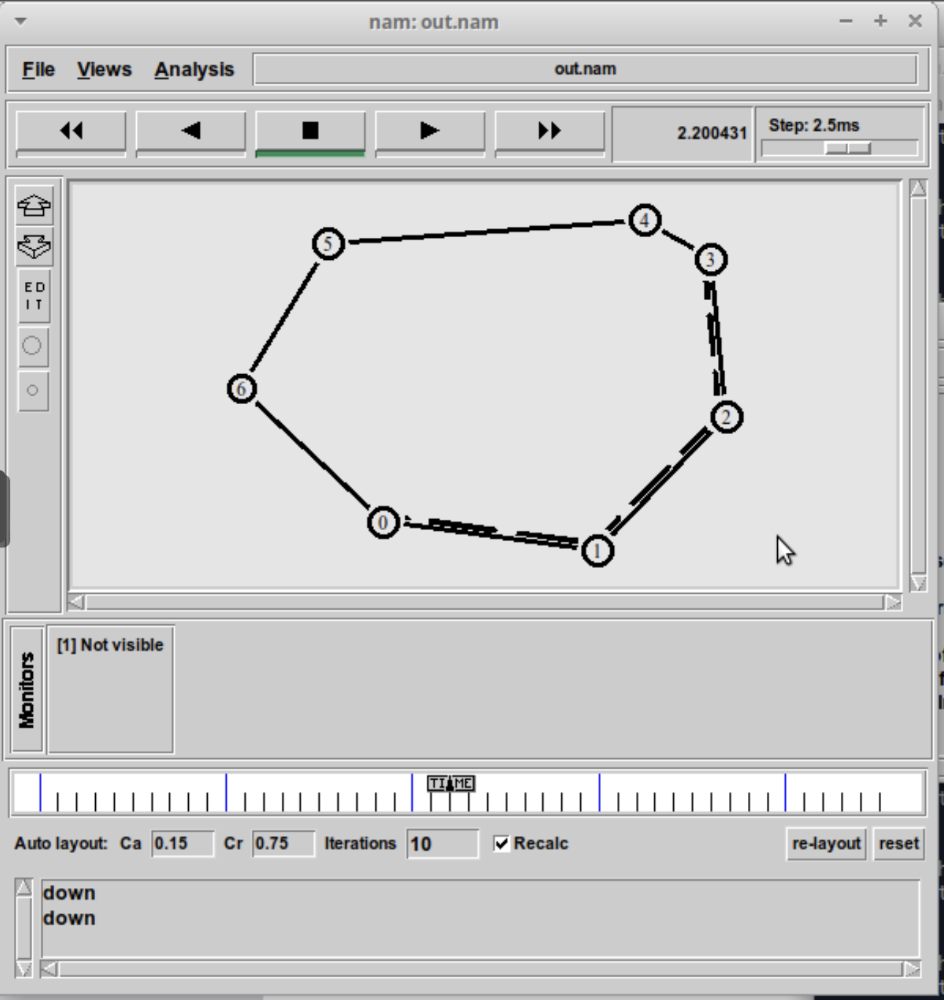 nam: out.nam
File Views Analysis out.nam
2.200431 Step: 2.5ms
4
5
3
ED
IT
6
2
0
1
[1] Not visible
Monitors
TIME
Auto layout: Ca 0.15 Cr 0.75 Iterations 10 Recalc re-layout reset
down
down